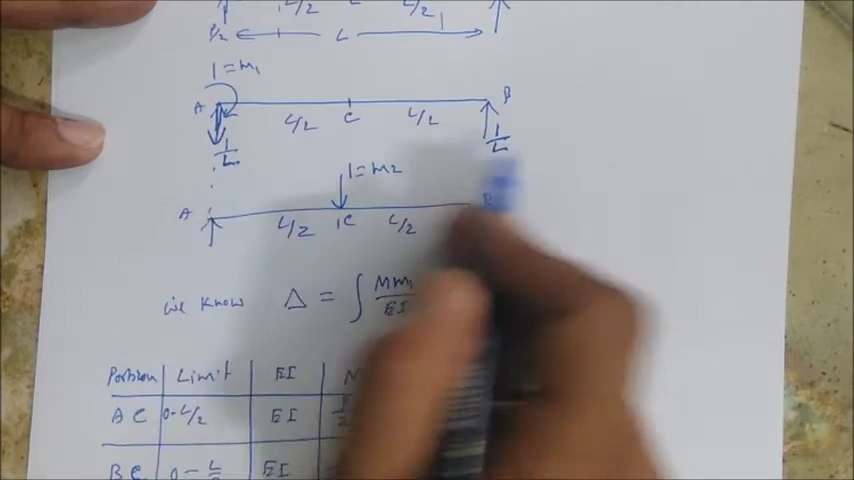 L/2 C L/2
P/2 L
1 = m1
A B
L/2 C L/2
1/L 1/L
1 = m2
A B
L/2 C L/2
we know Δ = ∫ Mm1/EI
Portion Limit EI M
AC 0-L/2 EI
BC 0-L/2 EI